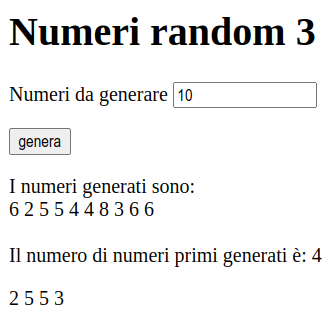 Numeri random 3
Numeri da generare 10
genera
I numeri generati sono:
6 2 5 5 4 4 8 3 6 6
Il numero di numeri primi generati è: 4
2 5 5 3